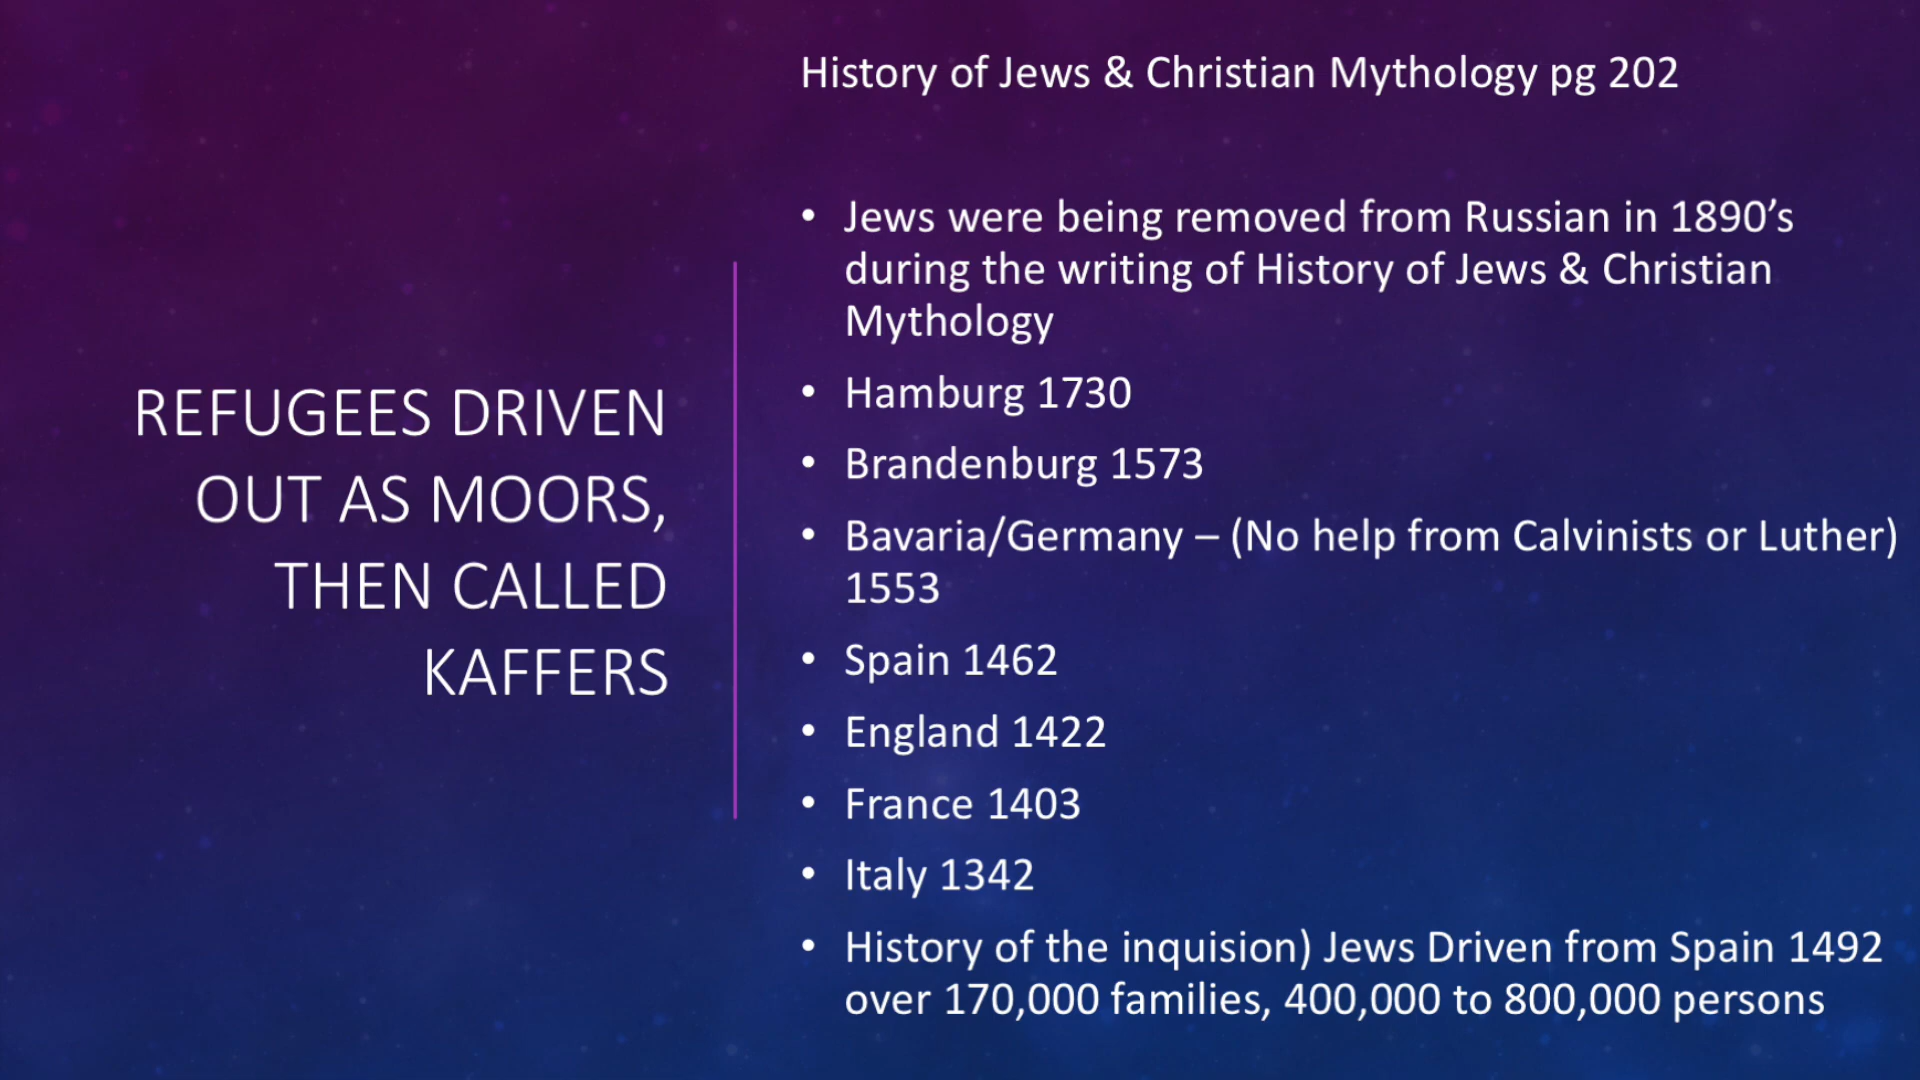 History of Jews & Christian Mythology pg 202
REFUGEES DRIVEN
OUT AS MOORS,
THEN CALLED
KAFFERS
• Jews were being removed from Russian in 1890’s
during the writing of History of Jews & Christian
Mythology
• Hamburg 1730
• Brandenburg 1573
• Bavaria/Germany – (No help from Calvinists or Luther)
1553
• Spain 1462
• England 1422
• France 1403
• Italy 1342
• History of the inquision) Jews Driven from Spain 1492
over 170,000 families, 400,000 to 800,000 persons